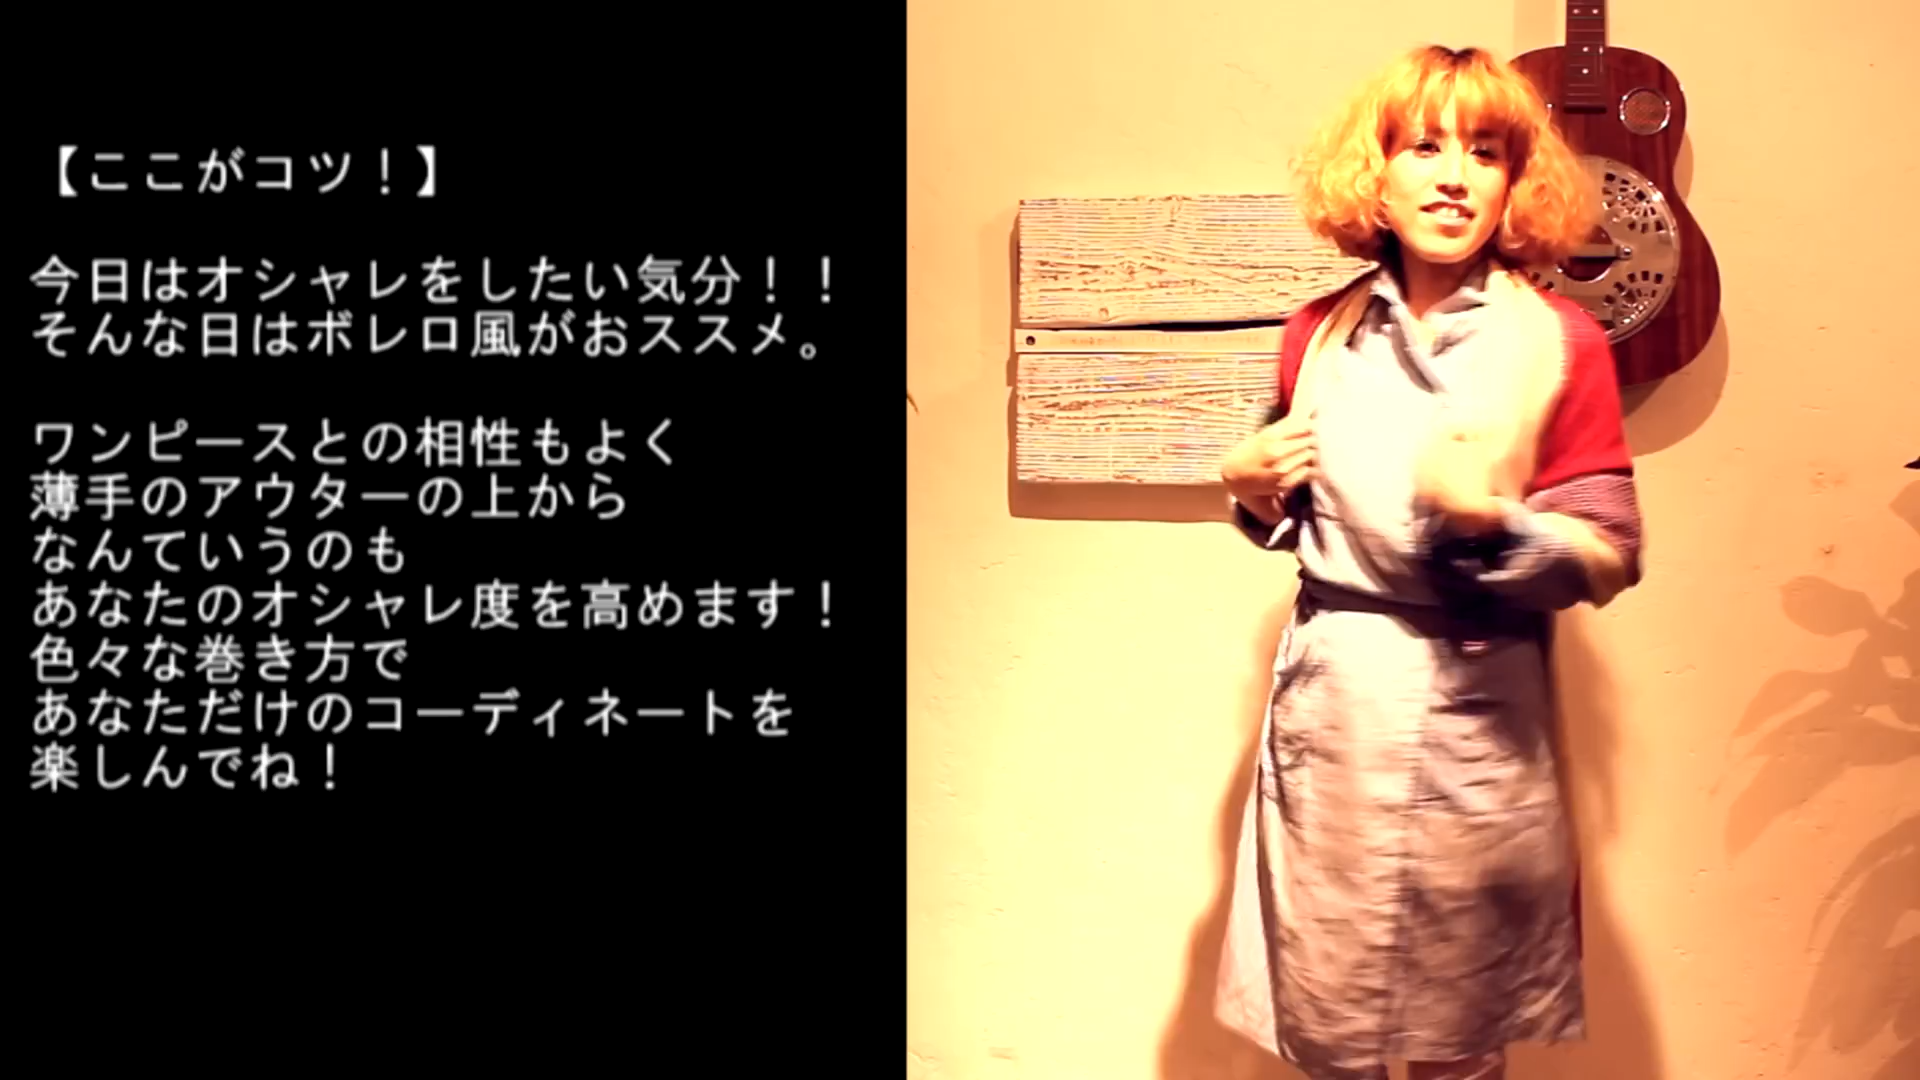 【ここがコツ！】
今日はオシャレをしたい気分！！
そんな日はボレロ風がおススメ。
ワンピースとの相性もよく
薄手のアウターの上から
なんていうのも
あなたのオシャレ度を高めます！
色々な巻き方で
あなただけのコーディネートを
楽しんでね！